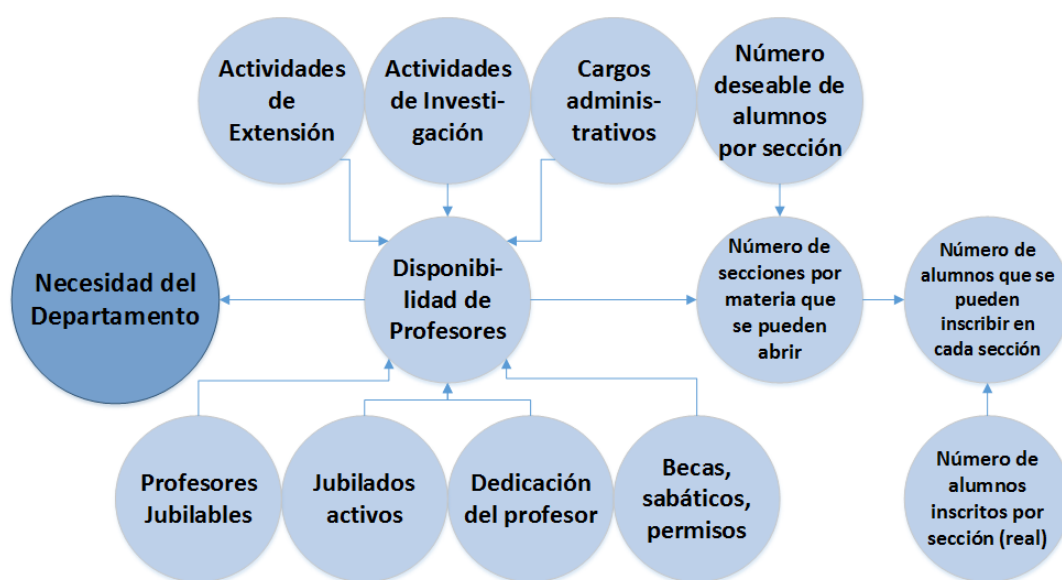 Actividades
de
Extensión
Actividades
de Investi-
gación
Cargos
adminis-
trativos
Número
deseable de
alumnos
por sección
Necesidad del
Departamento
Disponibi-
lidad de
Profesores
Número de
secciones por
materia que
se pueden
abrir
Número de
alumnos que se
pueden
inscribir en
cada sección
Profesores
Jubilables
Jubilados
activos
Dedicación
del profesor
Becas,
sabáticos,
permisos
Número de
alumnos
inscritos por
sección (real)